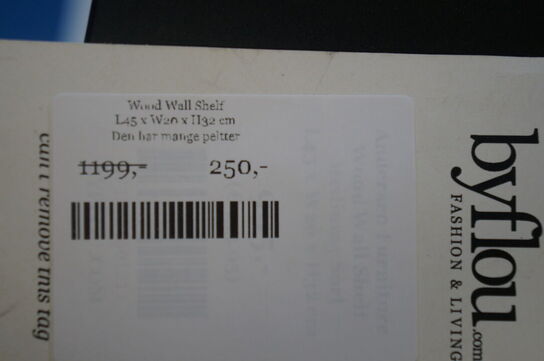 Wood Wall Shelf
L45 x W20 x H32 cm
Den har mange peltter
1199,- 250,-
can't remove this tag
byflou.com
FASHION & LIVING